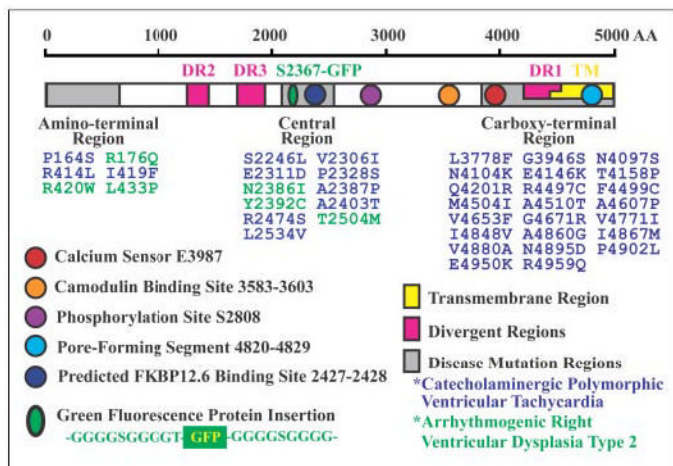 0 1000 2000 3000 4000 5000 AA
DR2 DR3 S2367-GFP DR1 TM
Amino-terminal
Region
P164S R176Q
R414L I419F
R420W L433P
Central
Region
S2246L V2306I
E2311D P2328S
N2386I A2387P
Y2392C A2403T
R2474S T2504M
L2534V
Carboxy-terminal
Region
L3778F G3946S N4097S
N4104K E4146K T4158P
Q4201R R4497C F4499C
M4504I A4510T A4607P
V4653F G4671R V4771I
I4848V A4860G I4867M
V4880A N4895D P4902L
E4950K R4959Q
Calcium Sensor E3987
Camodulin Binding Site 3583-3603
Phosphorylation Site S2808
Pore-Forming Segment 4820-4829
Predicted FKBP12.6 Binding Site 2427-2428
Green Fluorescence Protein Insertion
-GGGGSGGGGT-GFP-GGGGSGGGG-
Transmembrane Region
Divergent Regions
Disease Mutation Regions
*Catecholaminergic Polymorphic
Ventricular Tachycardia
*Arrhythmogenic Right
Ventricular Dysplasia Type 2